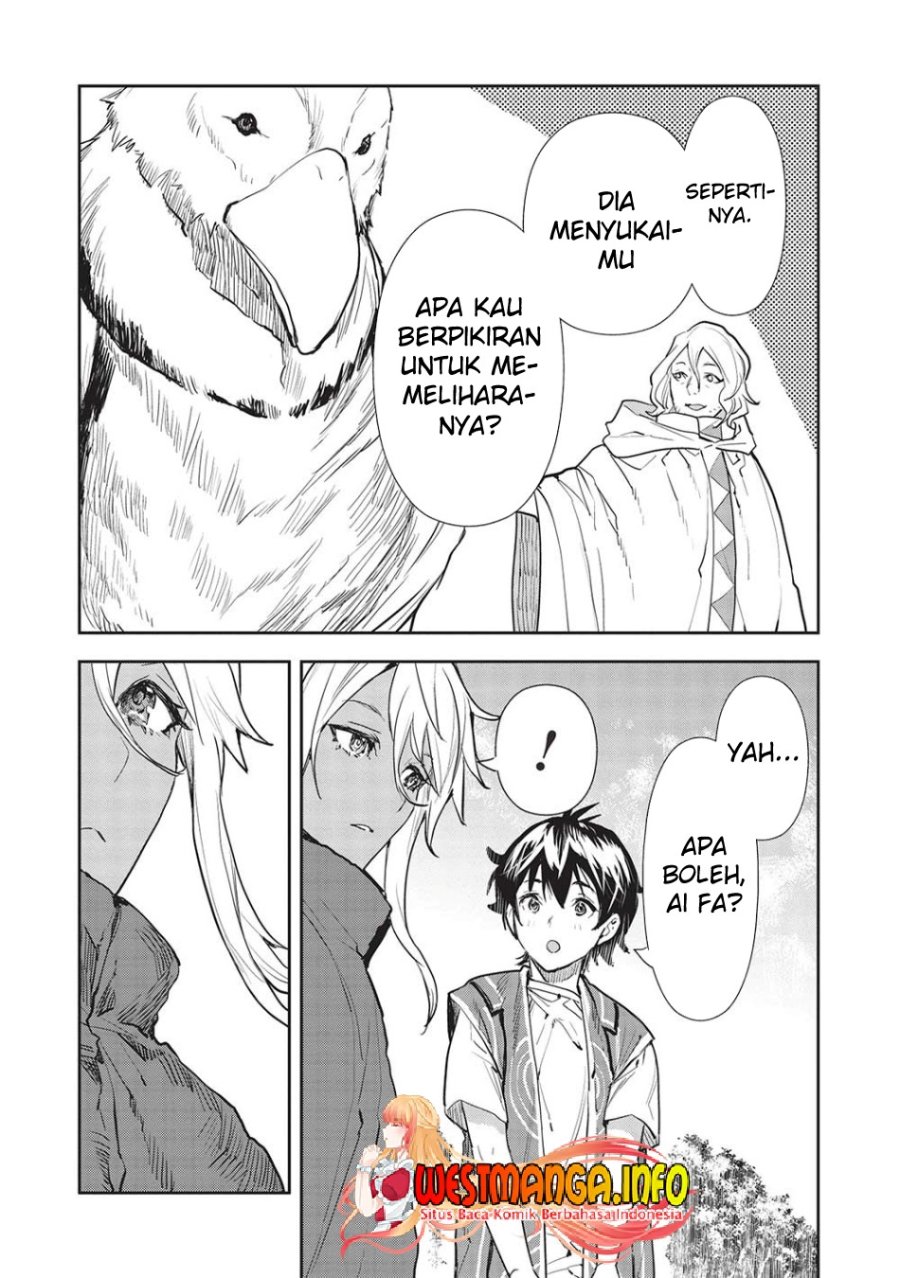 SEPERTI-
NYA.
DIA
MENYUKAI-
MU
APA KAU
BERPIKIRAN
UNTUK ME-
MELIHARA-
NYA?
YAH...
APA
BOLEH,
AI FA?
!
WESTMANGA.INFO
Situs Baca Komik Berbahasa Indonesia